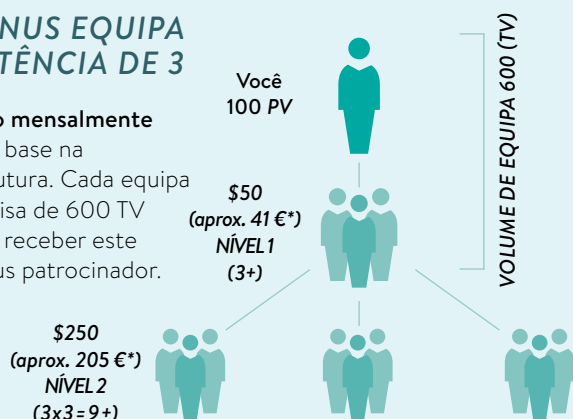 NUS EQUIPA
TÊNCIA DE 3
mensalmente
base na
utura. Cada equipa
isa de 600 TV
receber este
us patrocinador.
Você
100 PV
$50
(aprox. 41 €*)
NÍVEL 1
(3+)
VOLUME DE EQUIPA 600 (TV)
$250
(aprox. 205 €*)
NÍVEL 2
(3x3=9+)